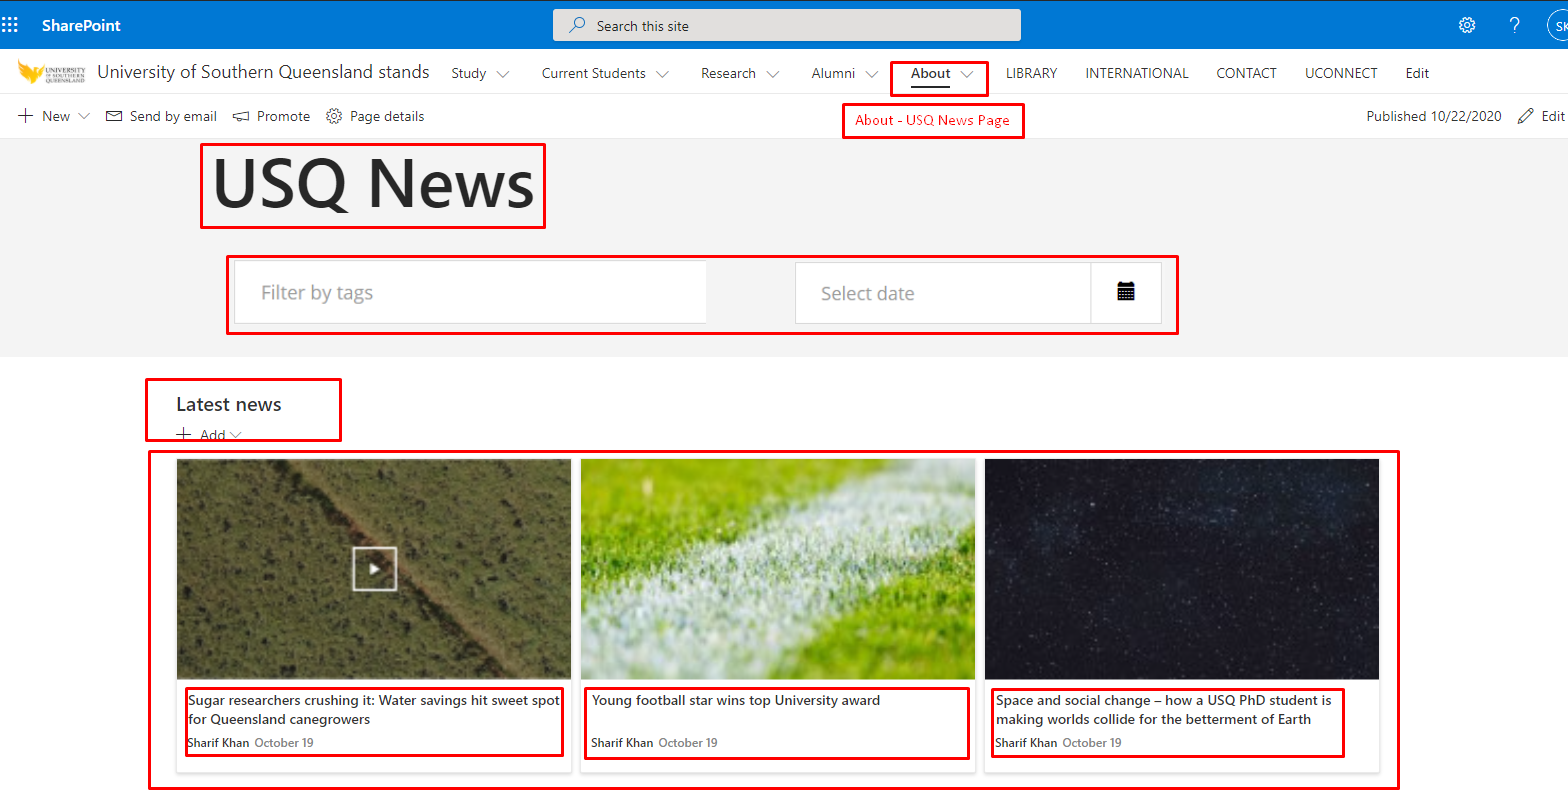 SharePoint
Search this site
?
SK
UNIVERSITY
OF SOUTHERN
QUEENSLAND
University of Southern Queensland stands
Study
Current Students
Research
Alumni
About
LIBRARY
INTERNATIONAL
CONTACT
UCONNECT
Edit
New
Send by email
Promote
Page details
About - USQ News Page
Published 10/22/2020
Edit
USQ News
Filter by tags
Select date
Latest news
Add
Sugar researchers crushing it: Water savings hit sweet spot
for Queensland canegrowers
Sharif Khan October 19
Young football star wins top University award
Sharif Khan October 19
Space and social change – how a USQ PhD student is
making worlds collide for the betterment of Earth
Sharif Khan October 19